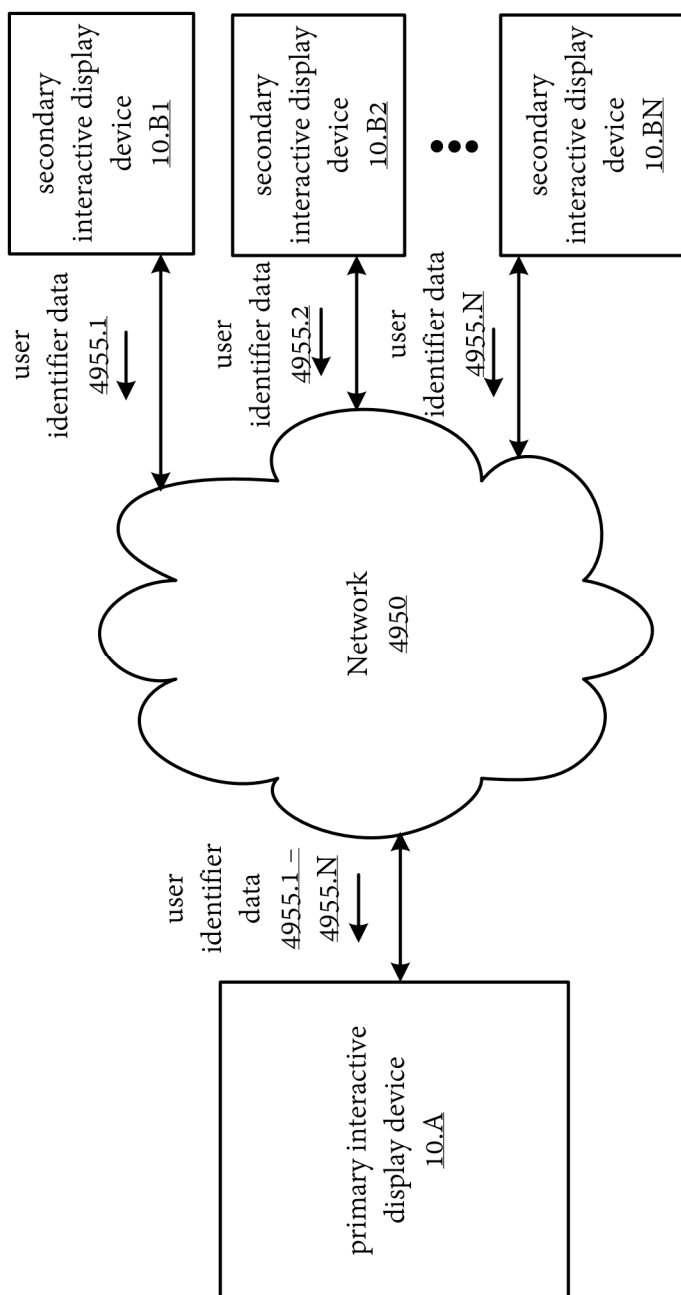 primary interactive
display device
10.A
user
identifier
data
4955.1 –
4955.N
Network
4950
user
identifier data
4955.1
secondary
interactive display
device
10.B1
user
identifier data
4955.2
secondary
interactive display
device
10.B2
user
identifier data
4955.N
secondary
interactive display
device
10.BN